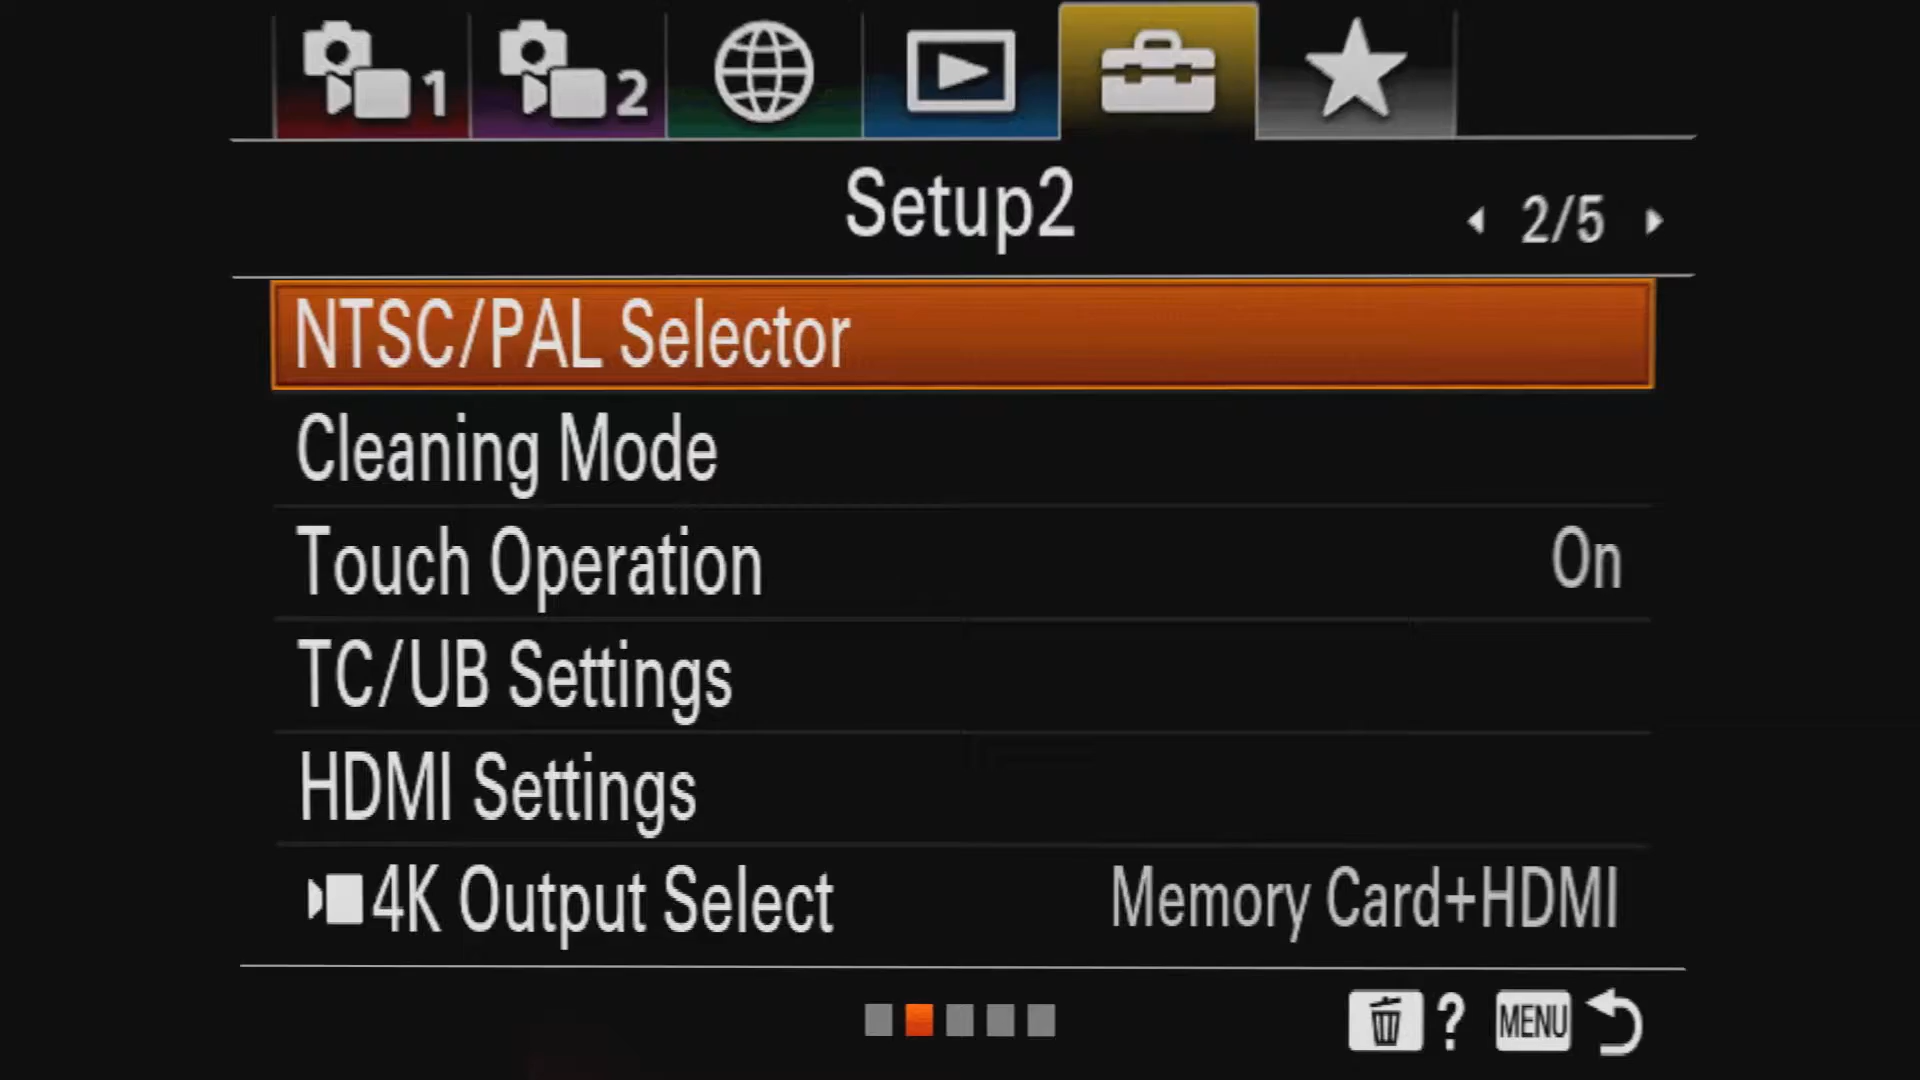 1 2
Setup2 2/5
NTSC/PAL Selector
Cleaning Mode
Touch Operation On
TC/UB Settings
HDMI Settings
4K Output Select Memory Card+HDMI
? MENU